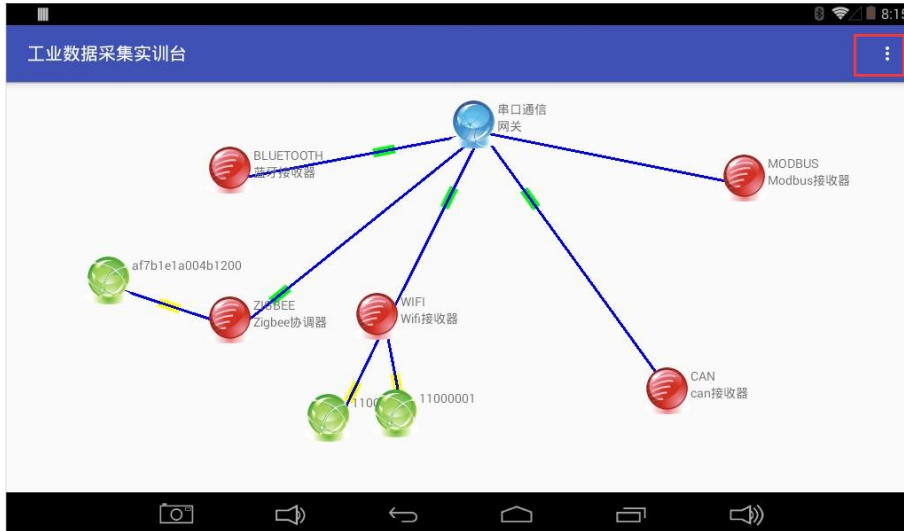 8:15
工业数据采集实训台
串口通信
网关
BLUETOOTH
蓝牙接收器
MODBUS
Modbus接收器
af7b1e1a004b1200
ZIGBEE
Zigbee协调器
WIFI
Wifi接收器
CAN
can接收器
11000001